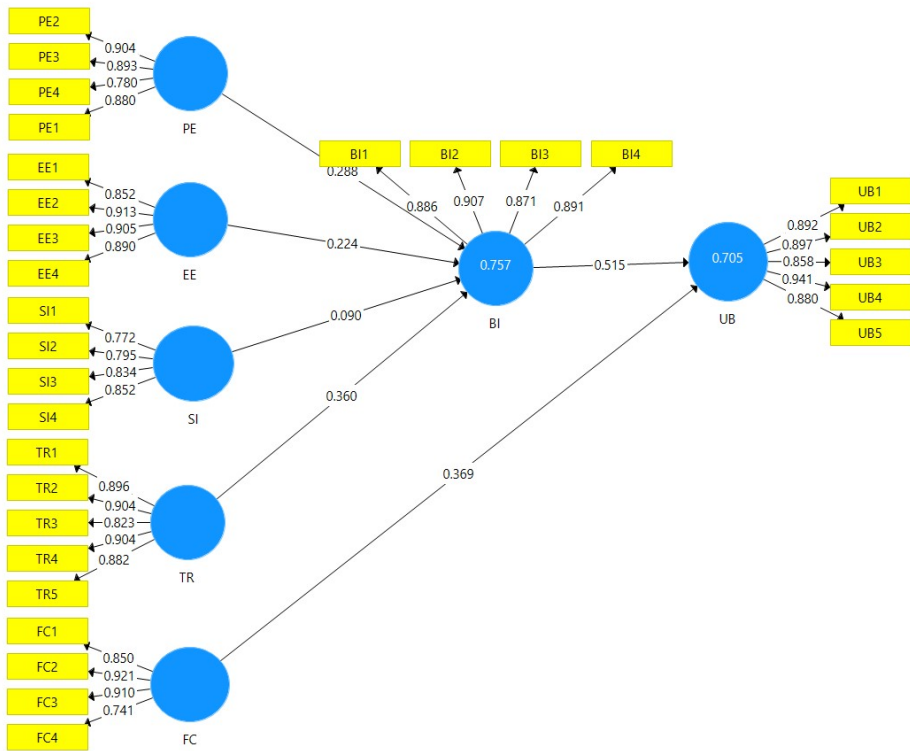 PE2
PE3
PE4
PE1
0.904
0.893
0.780
0.880
PE
EE1
EE2
EE3
EE4
0.852
0.913
0.905
0.890
EE
SI1
SI2
SI3
SI4
0.772
0.795
0.834
0.852
SI
TR1
TR2
TR3
TR4
TR5
0.896
0.904
0.823
0.904
0.882
TR
FC1
FC2
FC3
FC4
0.850
0.921
0.910
0.741
FC
0.288
0.224
0.090
0.360
0.369
BI1
BI2
BI3
BI4
0.886
0.907
0.871
0.891
0.757
BI
0.515
0.705
UB
0.892
0.897
0.858
0.941
0.880
UB1
UB2
UB3
UB4
UB5